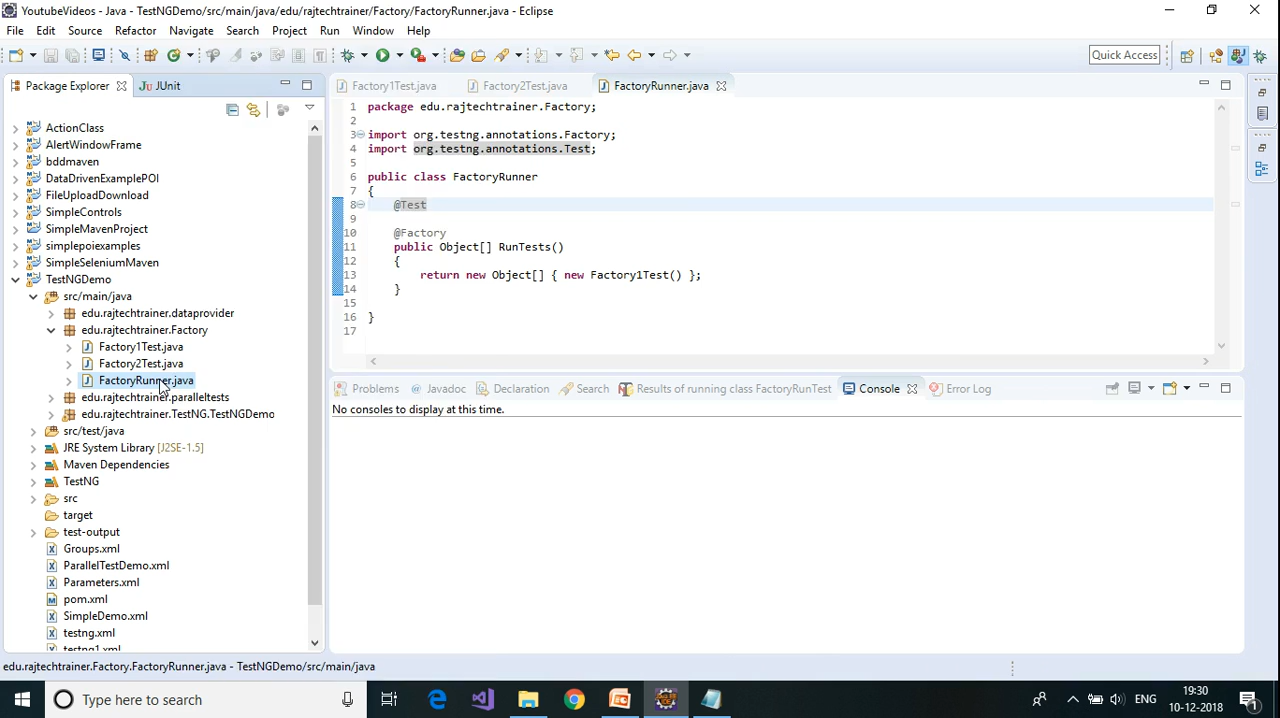 YoutubeVideos - Java - TestNGDemo/src/main/java/edu/rajtechtrainer/Factory/FactoryRunner.java - Eclipse
File Edit Source Refactor Navigate Search Project Run Window Help
Quick Access
Package Explorer JUnit
ActionClass
AlertWindowFrame
bddmaven
DataDrivenExamplePOI
FileUploadDownload
SimpleControls
SimpleMavenProject
simplepoiexamples
SimpleSeleniumMaven
TestNGDemo
src/main/java
edu.rajtechtrainer.dataprovider
edu.rajtechtrainer.Factory
Factory1Test.java
Factory2Test.java
FactoryRunner.java
edu.rajtechtrainer.paralleltests
edu.rajtechtrainer.TestNG.TestNGDemo
src/test/java
JRE System Library [J2SE-1.5]
Maven Dependencies
TestNG
src
target
test-output
Groups.xml
ParallelTestDemo.xml
Parameters.xml
pom.xml
SimpleDemo.xml
testng.xml
testng1.xml
Factory1Test.java Factory2Test.java FactoryRunner.java
1 package edu.rajtechtrainer.Factory;
2
3 import org.testng.annotations.Factory;
4 import org.testng.annotations.Test;
5
6 public class FactoryRunner
7 {
8 @Test
9
10 @Factory
11 public Object[] RunTests()
12 {
13 return new Object[] { new Factory1Test() };
14 }
15
16 }
17
Problems Javadoc Declaration Search Results of running class FactoryRunTest Console Error Log
No consoles to display at this time.
edu.rajtechtrainer.Factory.FactoryRunner.java - TestNGDemo/src/main/java
Type here to search
ENG
19:30
10-12-2018
1